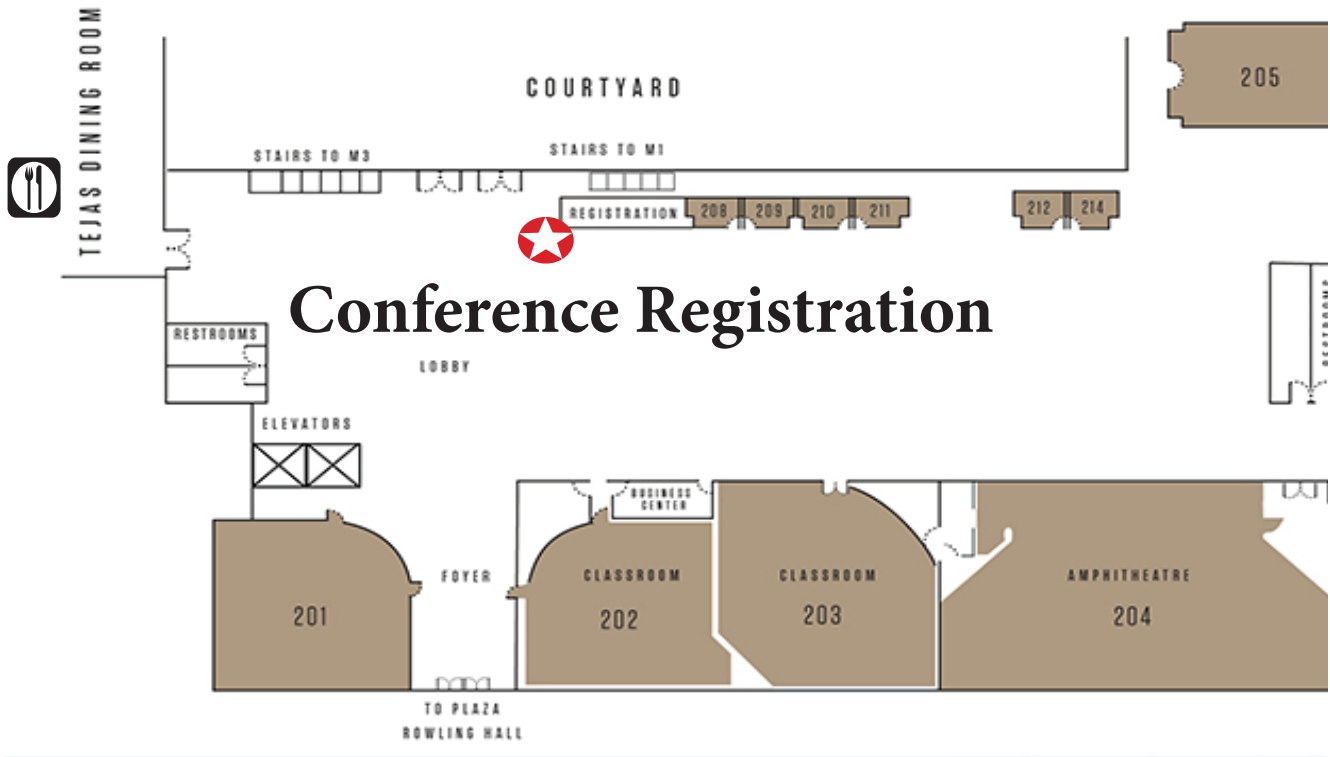 TEJAS DINING ROOM
COURTYARD
205
STAIRS TO M3
STAIRS TO M1
REGISTRATION
208
209
210
211
212
214
Conference Registration
RESTROOMS
LOBBY
RESTROOMS
ELEVATORS
BUSINESS
CENTER
FOYER
CLASSROOM
CLASSROOM
AMPHITHEATRE
201
202
203
204
TO PLAZA
ROWLING HALL